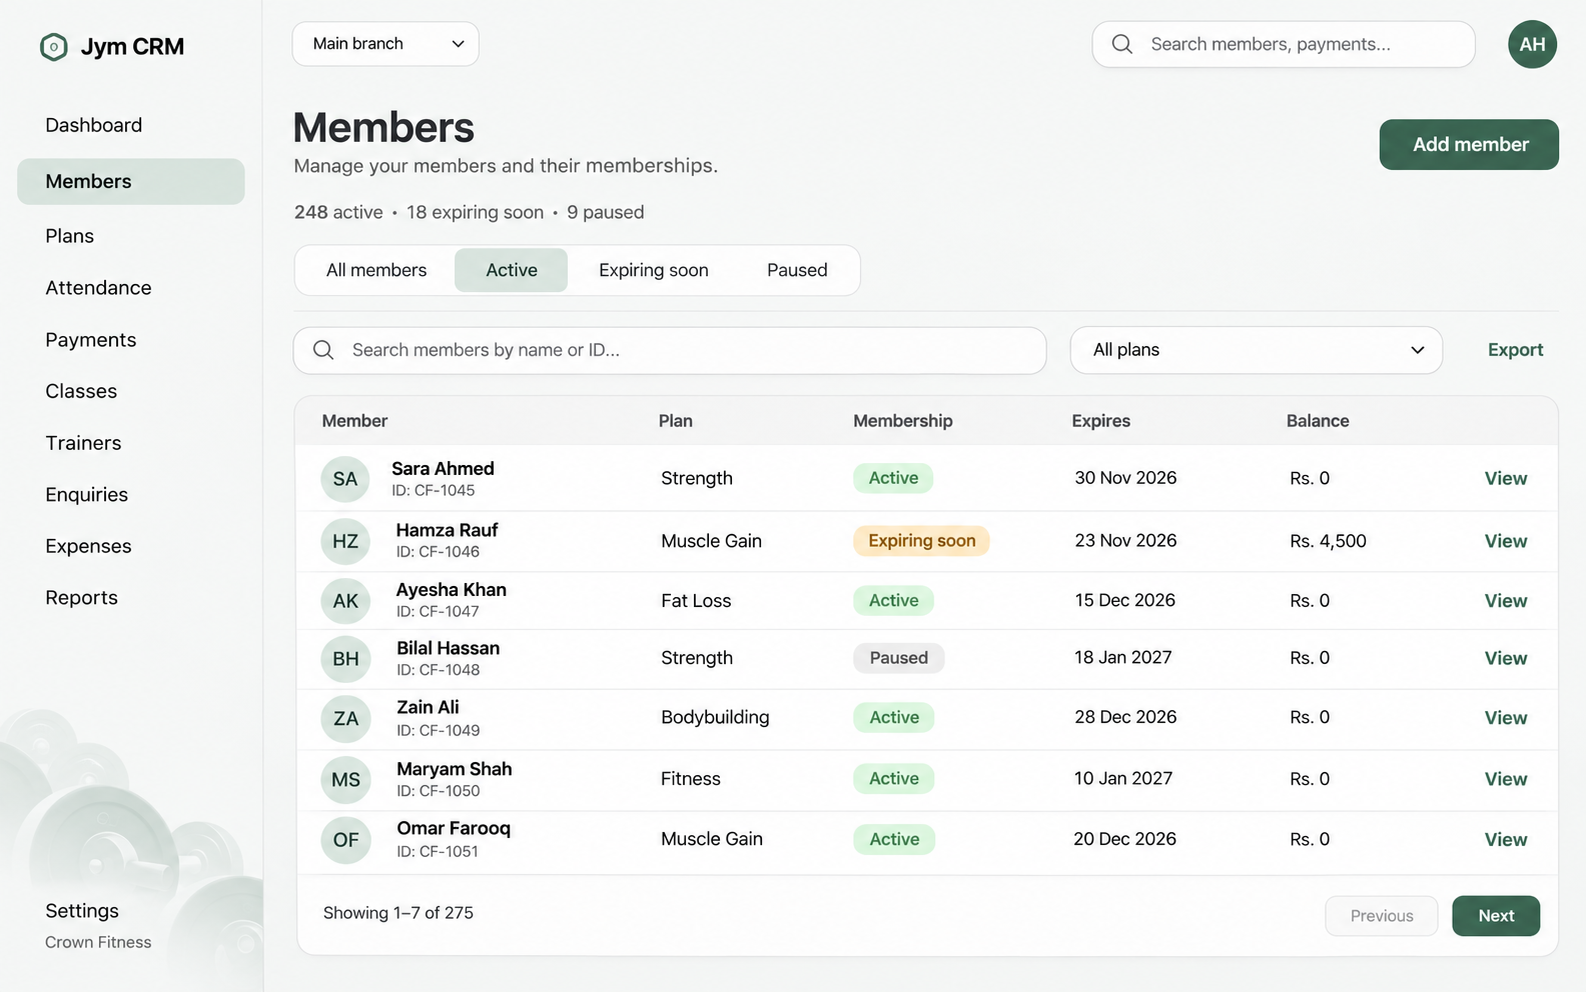 Jym CRM
Main branch
Search members, payments...
AH
Dashboard
Members
Plans
Attendance
Payments
Classes
Trainers
Enquiries
Expenses
Reports
Settings
Crown Fitness
Members
Add member
Manage your members and their memberships.
248 active • 18 expiring soon • 9 paused
All members Active Expiring soon Paused
Search members by name or ID...
All plans
Export
Member Plan Membership Expires Balance
SA Sara Ahmed Strength Active 30 Nov 2026 Rs. 0 View
ID: CF-1045
HZ Hamza Rauf Muscle Gain Expiring soon 23 Nov 2026 Rs. 4,500 View
ID: CF-1046
AK Ayesha Khan Fat Loss Active 15 Dec 2026 Rs. 0 View
ID: CF-1047
BH Bilal Hassan Strength Paused 18 Jan 2027 Rs. 0 View
ID: CF-1048
ZA Zain Ali Bodybuilding Active 28 Dec 2026 Rs. 0 View
ID: CF-1049
MS Maryam Shah Fitness Active 10 Jan 2027 Rs. 0 View
ID: CF-1050
OF Omar Farooq Muscle Gain Active 20 Dec 2026 Rs. 0 View
ID: CF-1051
Showing 1–7 of 275
Previous
Next